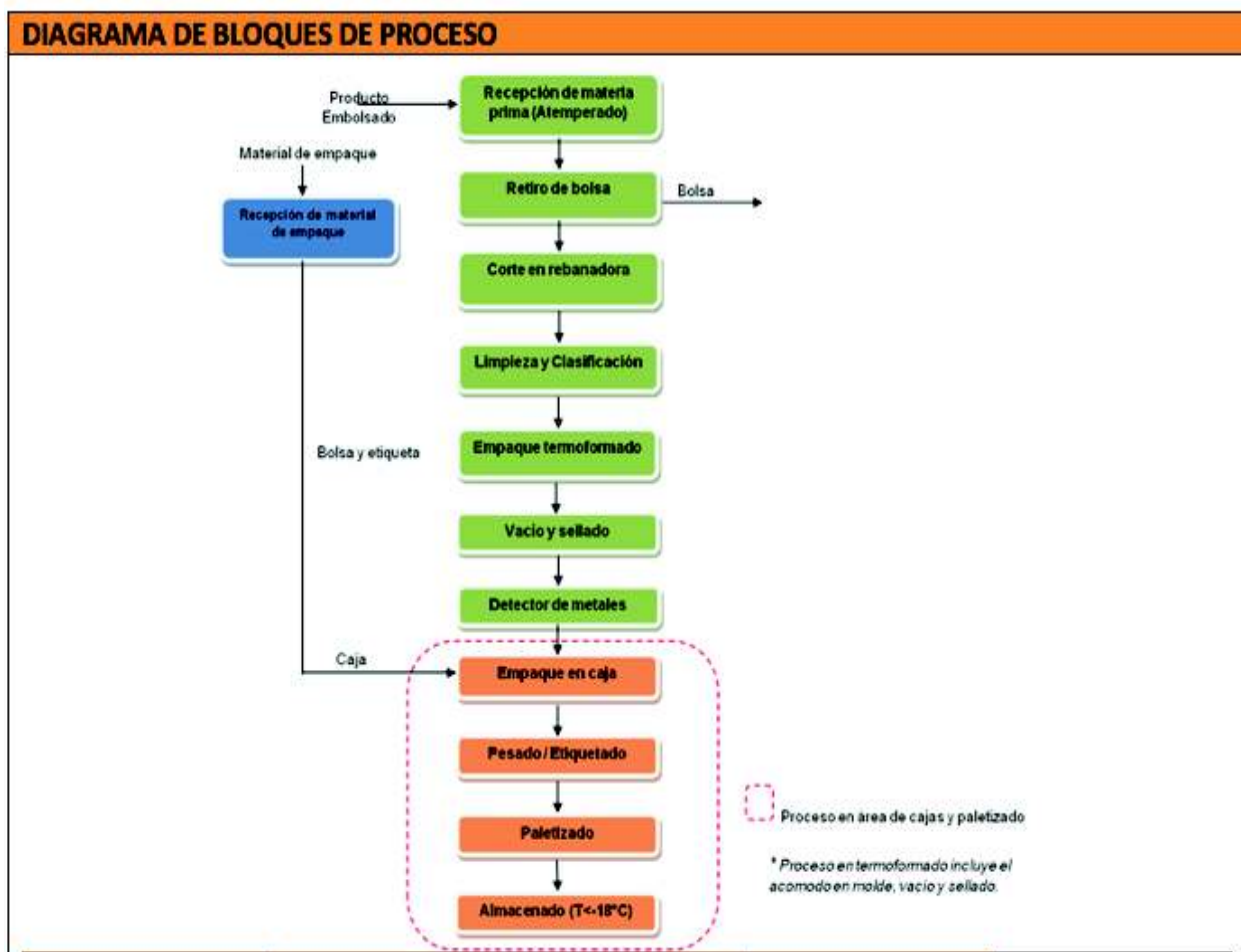 DIAGRAMA DE BLOQUES DE PROCESO
Producto
Embolsado
Recepción de materia
prima (Atemperado)
Material de empaque
Retiro de bolsa
Bolsa
Recepción de material
de empaque
Corte en rebanadora
Limpieza y Clasificación
Bolsa y etiqueta
Empaque termoformado
Vacio y sellado
Detector de metales
Caja
Empaque en caja
Pesado / Etiquetado
Proceso en área de cajas y paletizado
Paletizado
* Proceso en termoformado incluye el
acomodo en molde, vacío y sellado.
Almacenado (T<-18°C)